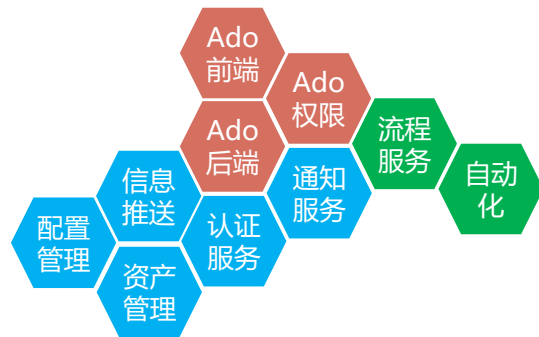 Ado
前端
Ado
权限
Ado
后端
流程
服务
自动
化
信息
推送
通知
服务
配置
管理
认证
服务
资产
管理